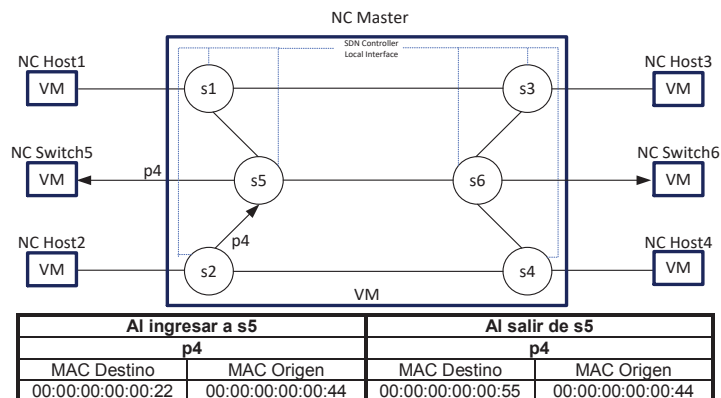 NC Master
SDN Controller
Local Interface
NC Host1
VM
s1
s3
NC Host3
VM
NC Switch5
VM
p4
s5
s6
NC Switch6
VM
p4
NC Host2
VM
s2
s4
NC Host4
VM
VM
Al ingresar a s5 Al salir de s5
p4 p4
MAC Destino MAC Origen MAC Destino MAC Origen
00:00:00:00:00:22 00:00:00:00:00:44 00:00:00:00:00:55 00:00:00:00:00:44